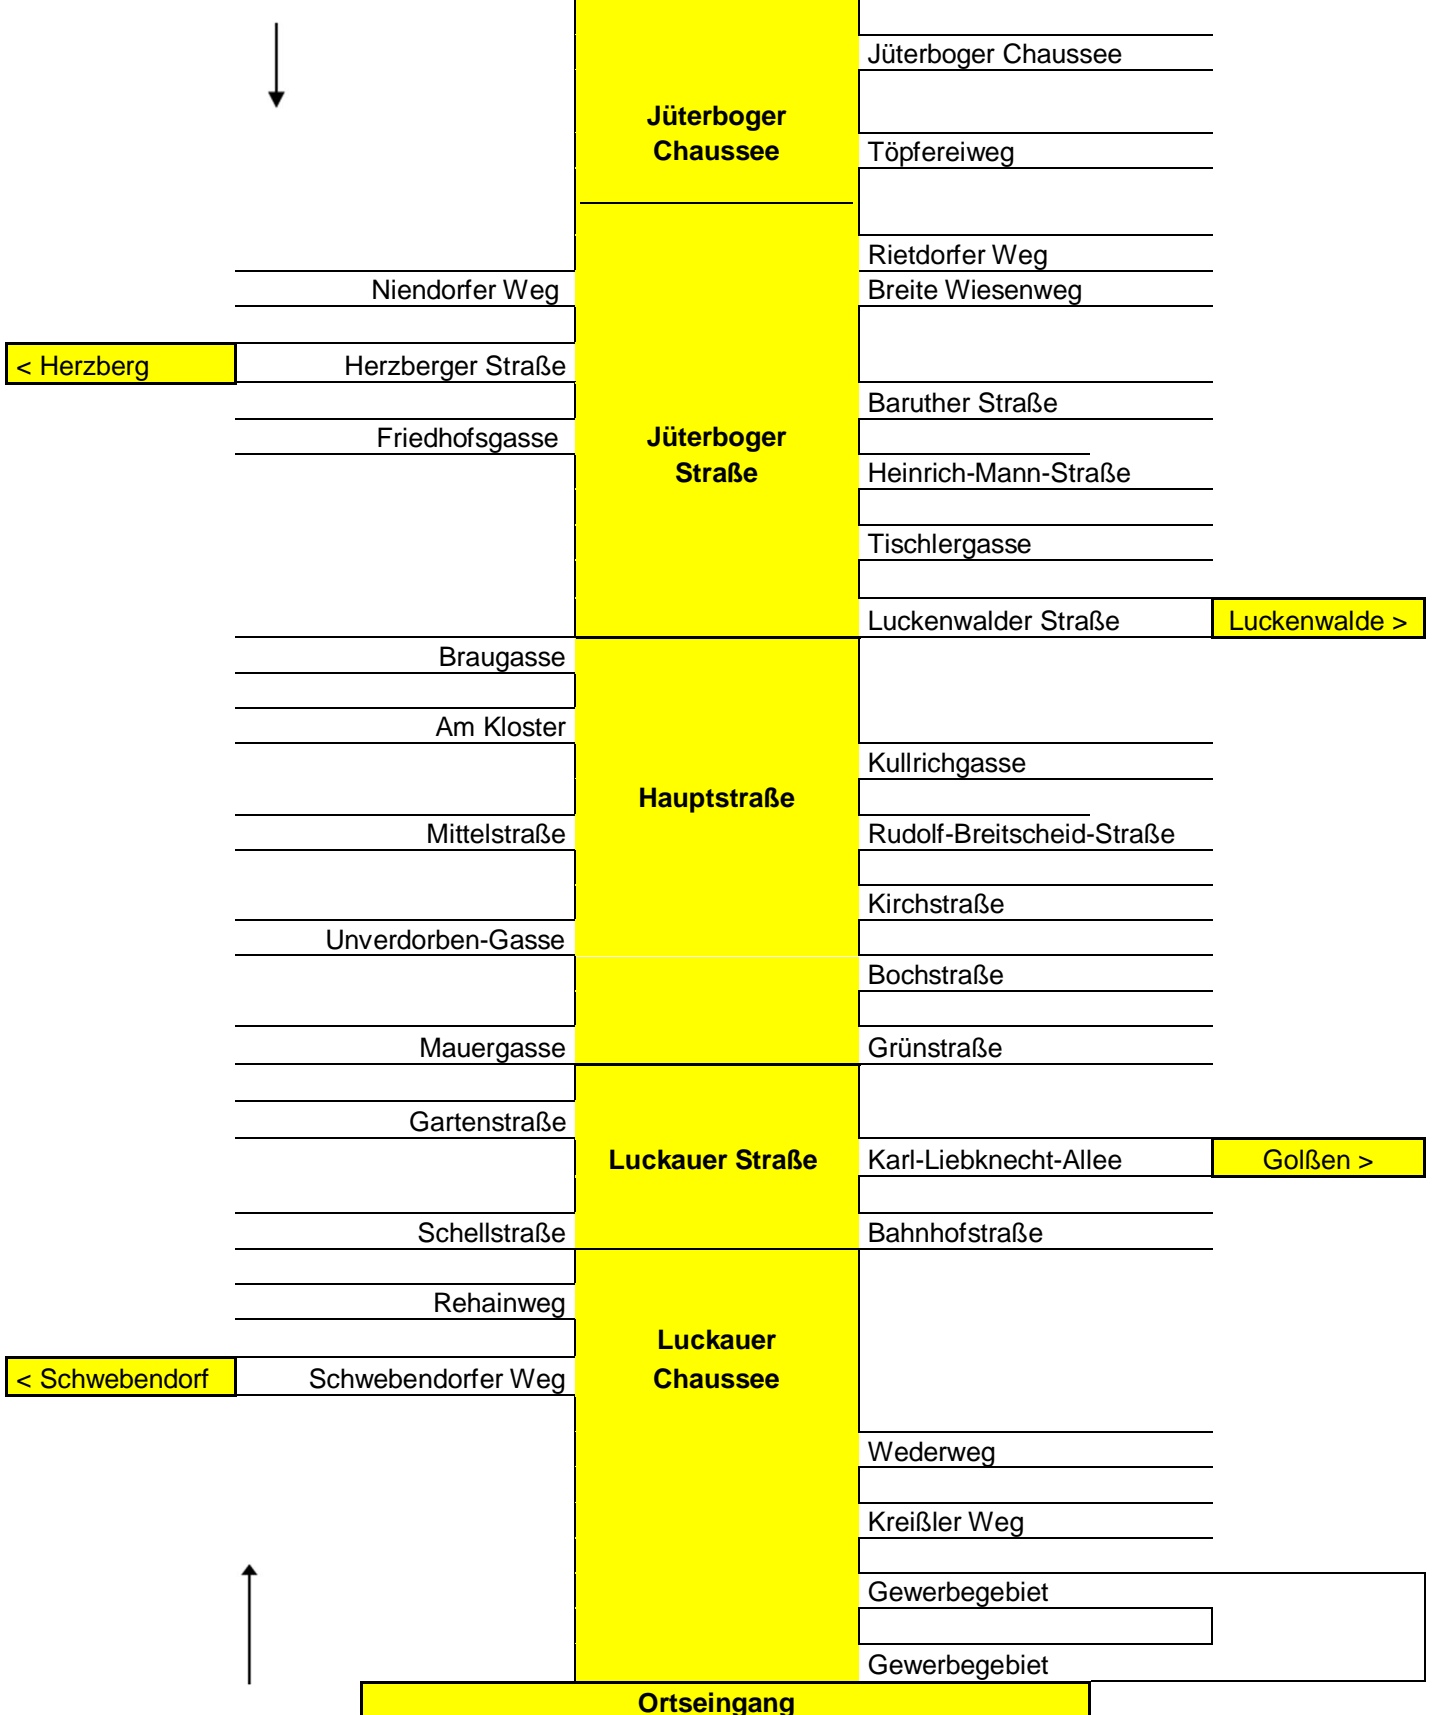 Jüterboger Chaussee
Jüterboger
Chaussee
Töpfereiweg
Rietdorfer Weg
Niendorfer Weg
Breite Wiesenweg
< Herzberg
Herzberger Straße
Baruther Straße
Friedhofsgasse
Jüterboger
Straße
Heinrich-Mann-Straße
Tischlergasse
Luckenwalder Straße
Luckenwalde >
Braugasse
Am Kloster
Kullrichgasse
Hauptstraße
Mittelstraße
Rudolf-Breitscheid-Straße
Kirchstraße
Unverdorben-Gasse
Bochstraße
Mauergasse
Grünstraße
Gartenstraße
Luckauer Straße
Karl-Liebknecht-Allee
Golßen >
Schellstraße
Bahnhofstraße
Rehainweg
Luckauer
Chaussee
< Schwebendorf
Schwebendorfer Weg
Wederweg
Kreißler Weg
Gewerbegebiet
Gewerbegebiet
Ortseingang